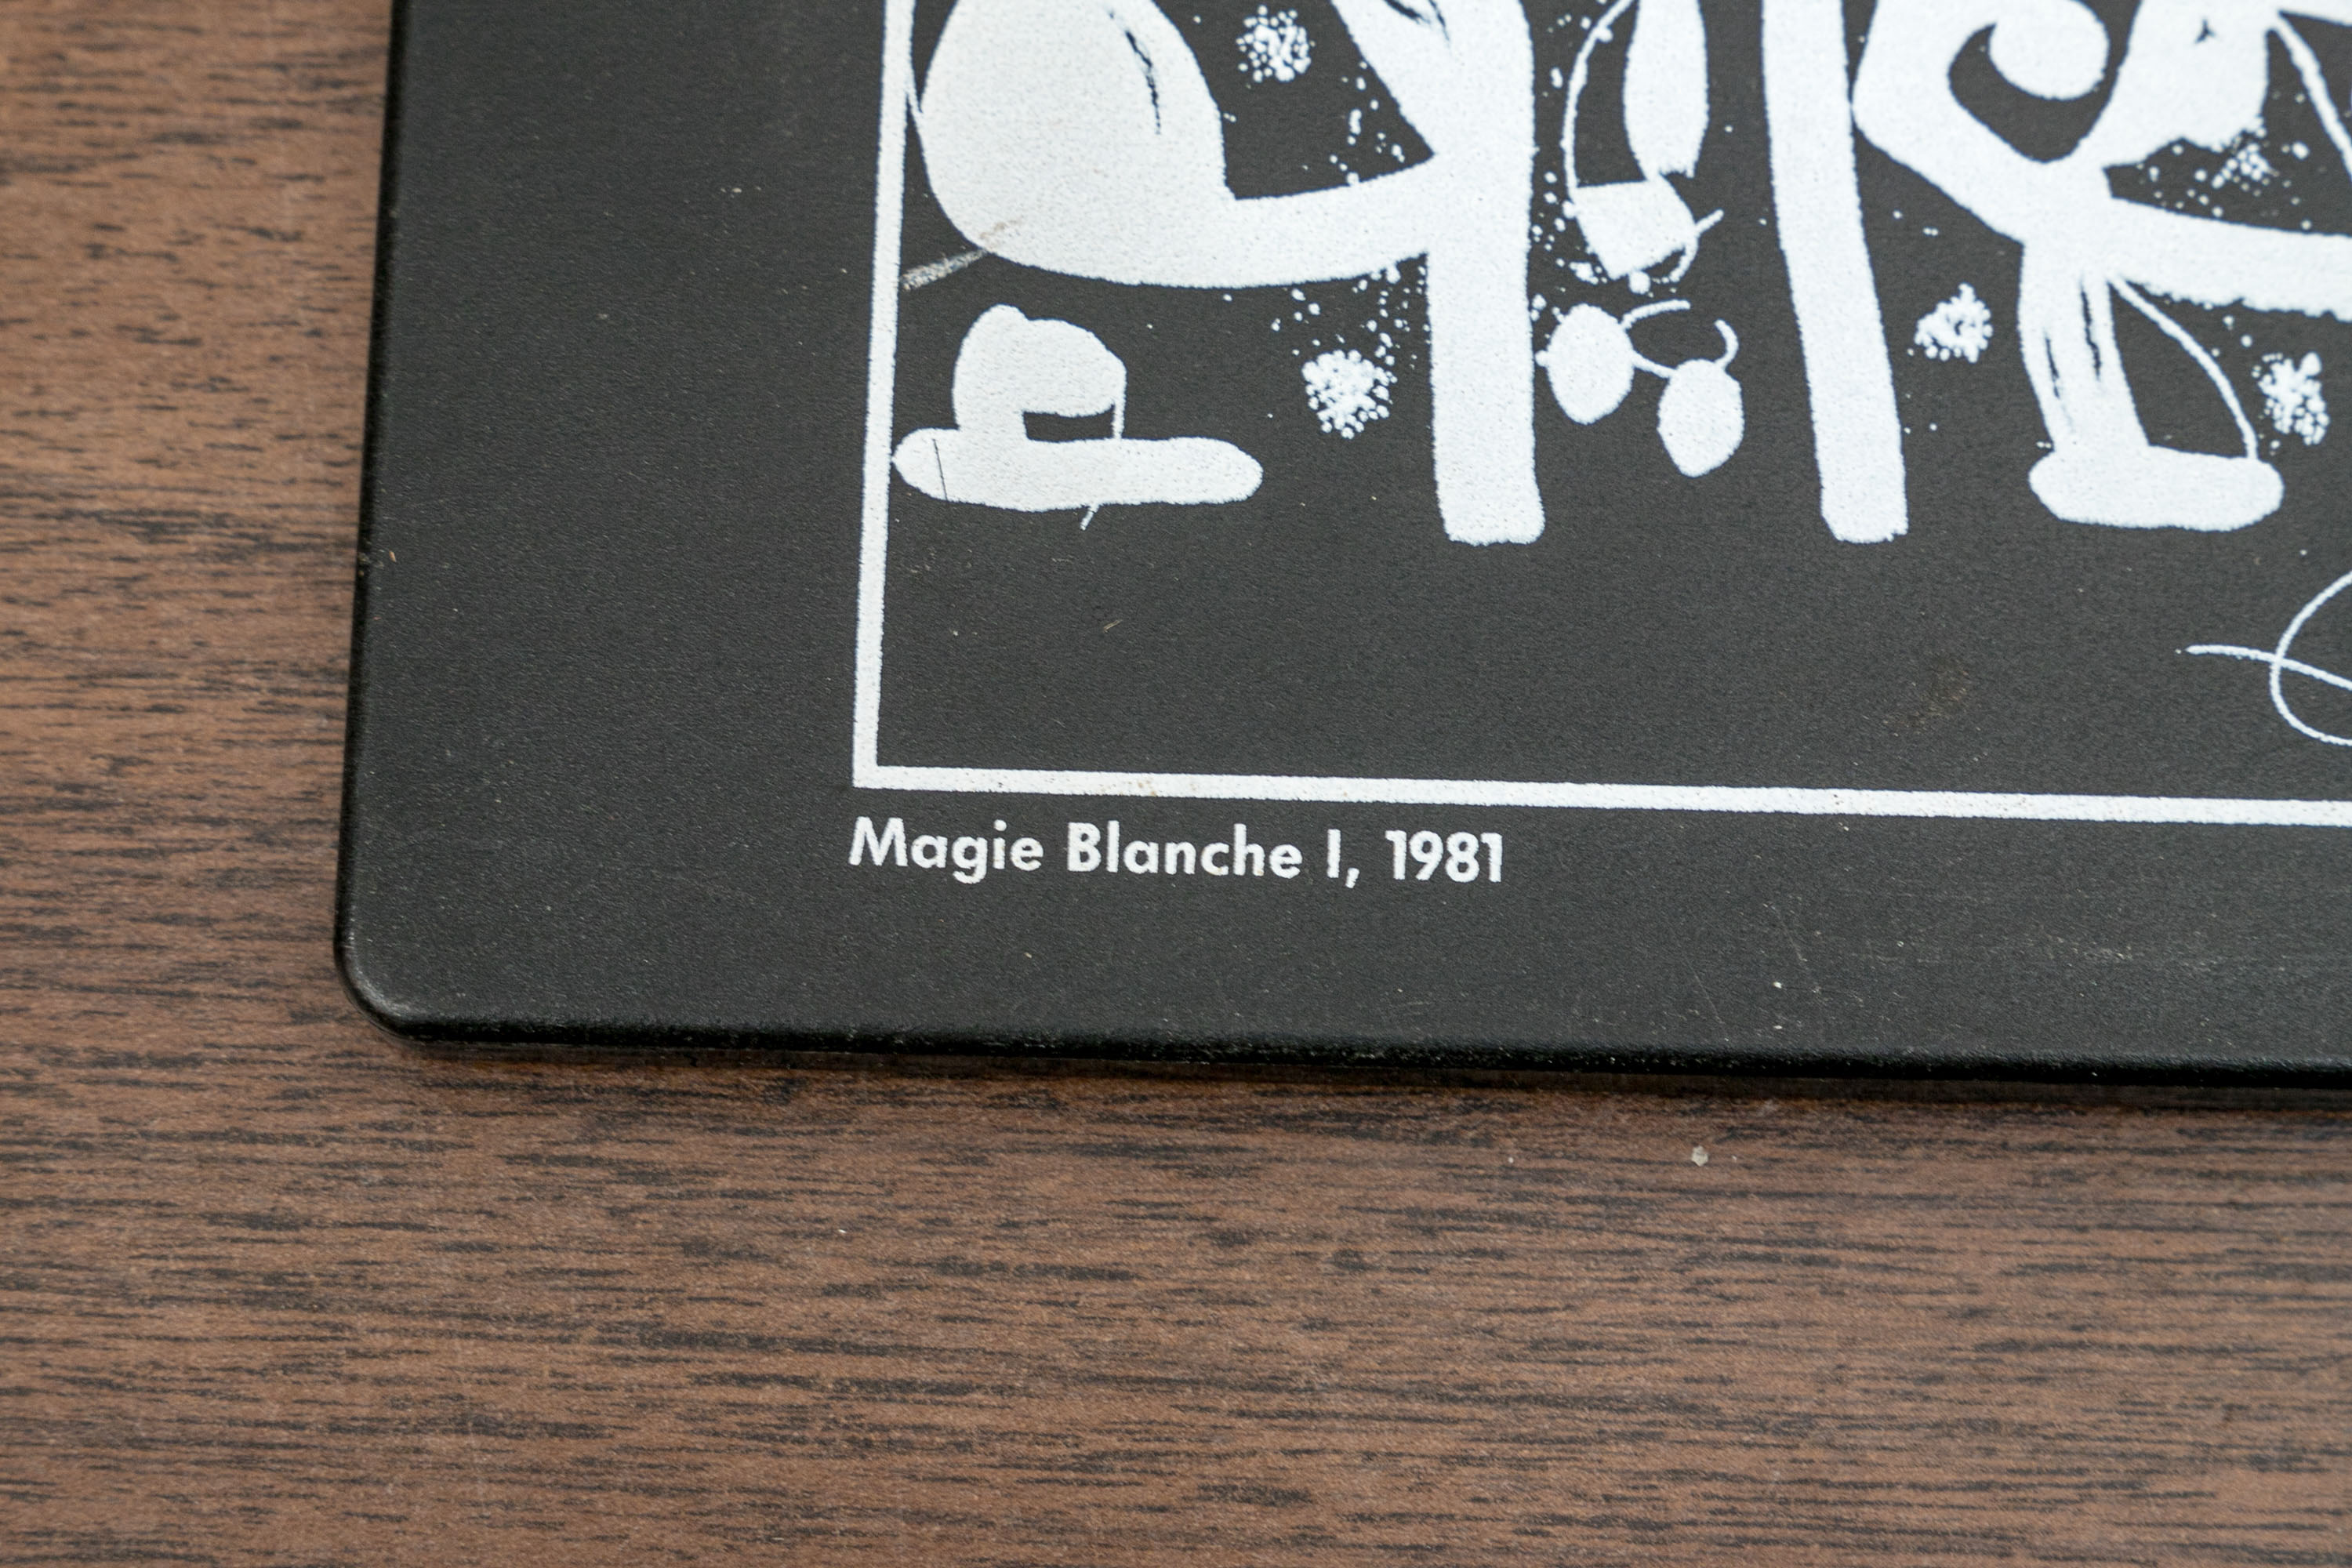 Magie Blanche I, 1981